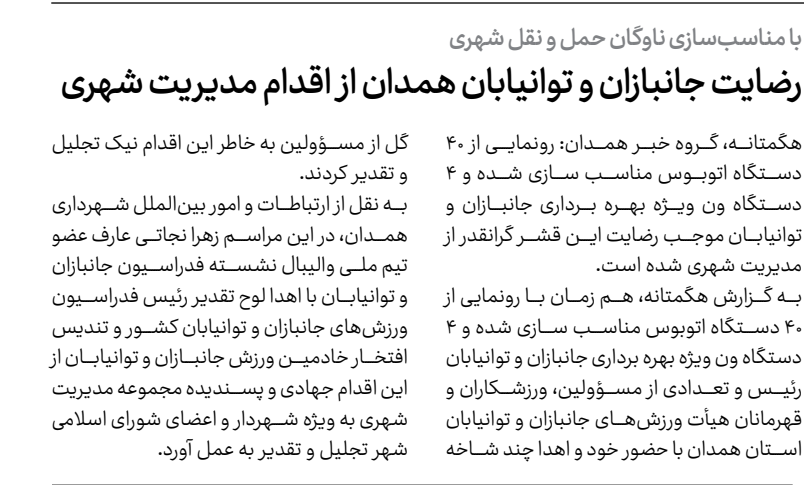 با مناسب‌سازی ناوگان حمل و نقل شهری
رضایت جانبازان و توانیابان همدان از اقدام مدیریت شهری
هگمتانه، گروه خبر همدان: رونمایی از ۴۰
دستگاه اتوبوس مناسب سازی شده و ۴
دستگاه ون ویژه بهره برداری جانبازان و
توانیابان موجب رضایت این قشر گرانقدر از
مدیریت شهری شده است.
به گزارش هگمتانه، هم زمان با رونمایی از
۴۰ دستگاه اتوبوس مناسب سازی شده و ۴
دستگاه ون ویژه بهره برداری جانبازان و توانیابان
رئیس و تعدادی از مسؤولین، ورزشکاران و
قهرمانان هیأت ورزش‌های جانبازان و توانیابان
استان همدان با حضور خود و اهدا چند شاخه
گل از مسؤولین به خاطر این اقدام نیک تجلیل
و تقدیر کردند.
به نقل از ارتباطات و امور بین‌الملل شهرداری
همدان، در این مراسم زهرا نجاتی عارف عضو
تیم ملی والیبال نشسته فدراسیون جانبازان
و توانیابان با اهدا لوح تقدیر رئیس فدراسیون
ورزش‌های جانبازان و توانیابان کشور و تندیس
افتخار خادمین ورزش جانبازان و توانیابان از
این اقدام جهادی و پسندیده مجموعه مدیریت
شهری به ویژه شهردار و اعضای شورای اسلامی
شهر تجلیل و تقدیر به عمل آورد.